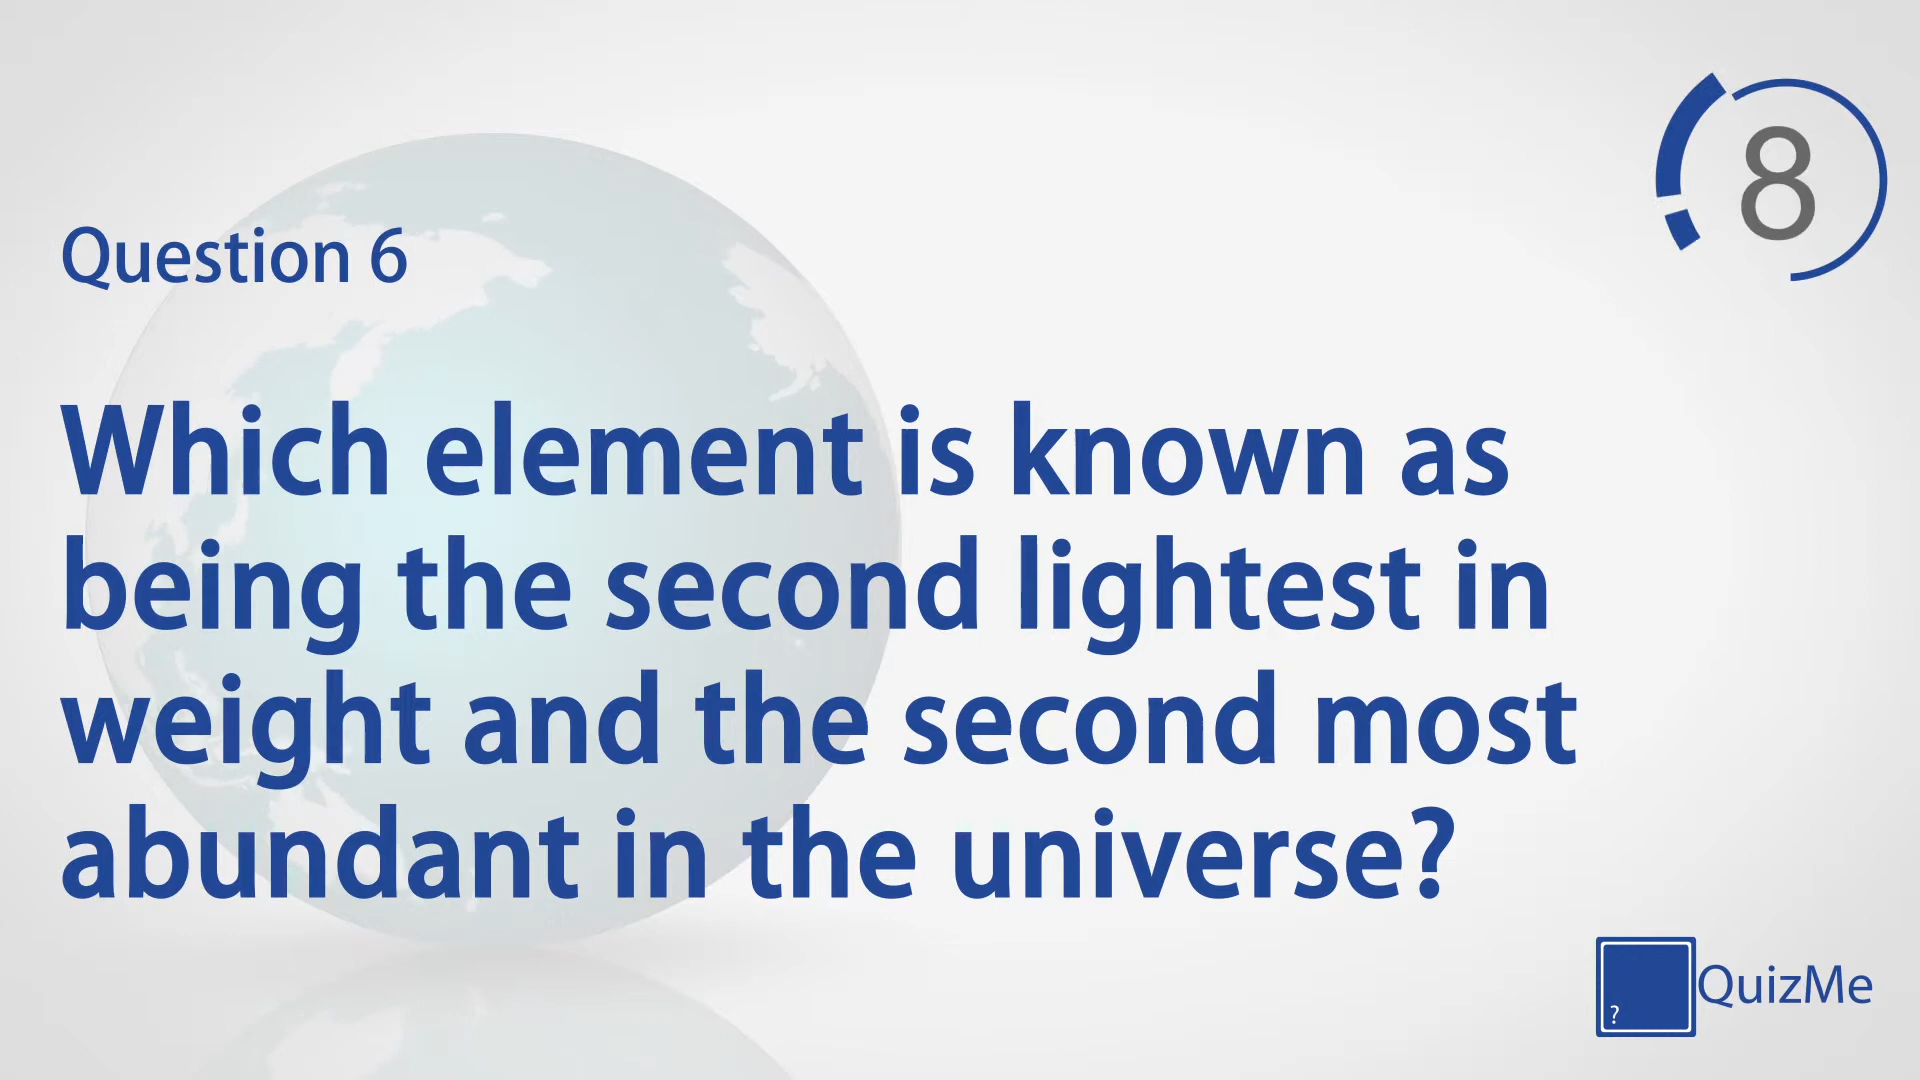 8
Question 6
Which element is known as
being the second lightest in
weight and the second most
abundant in the universe?
? QuizMe